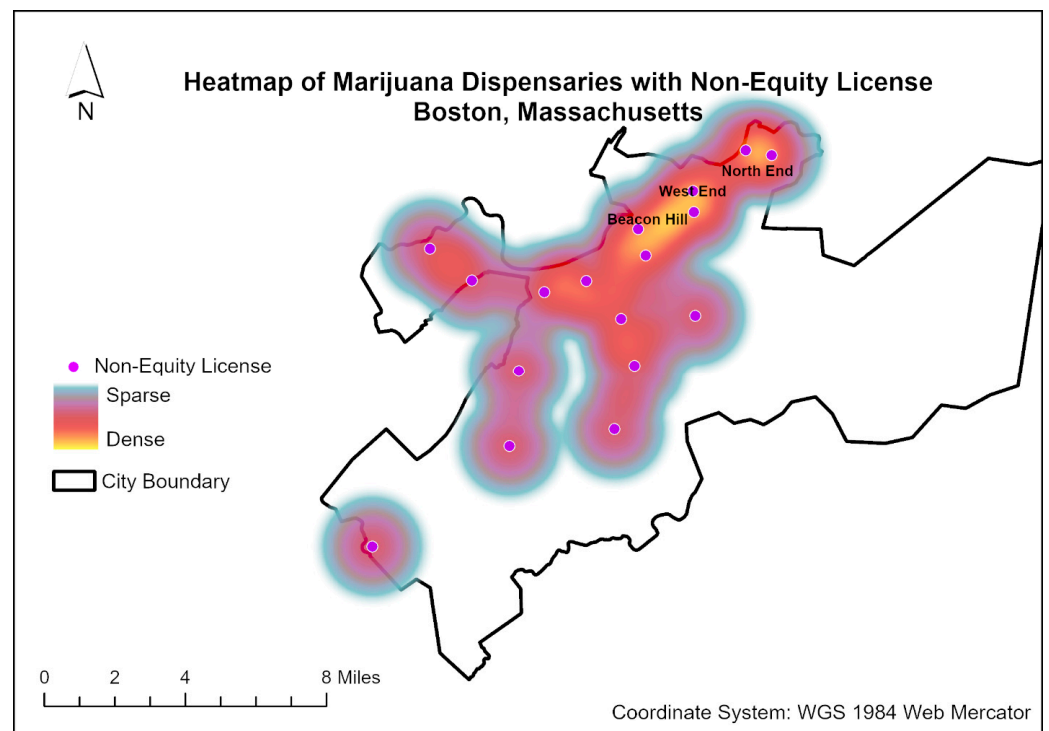 Heatmap of Marijuana Dispensaries with Non-Equity License
Boston, Massachusetts
N
North End
West End
Beacon Hill
Non-Equity License
Sparse
Dense
City Boundary
0 2 4 8 Miles
Coordinate System: WGS 1984 Web Mercator